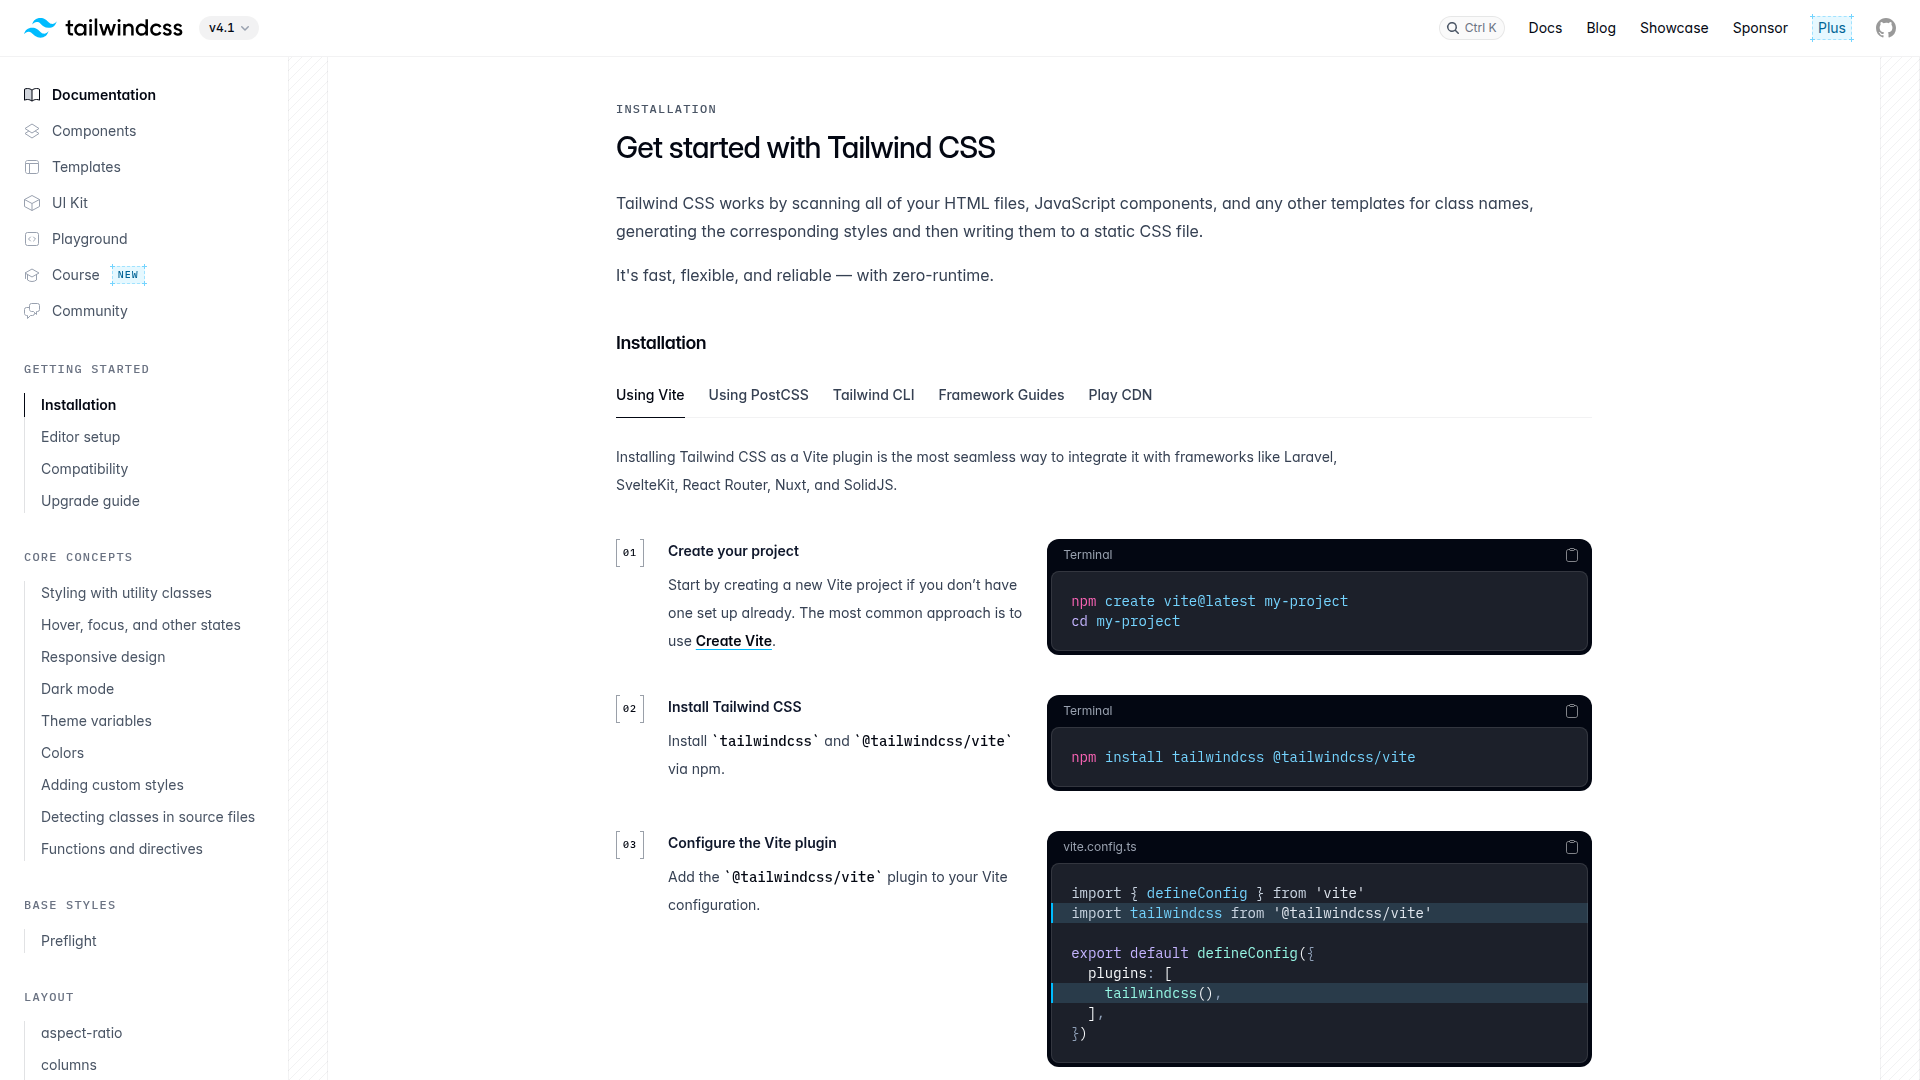 tailwindcss
v4.1
Ctrl K
Docs
Blog
Showcase
Sponsor
Plus
Documentation
Components
Templates
UI Kit
Playground
Course NEW
Community
GETTING STARTED
Installation
Editor setup
Compatibility
Upgrade guide
CORE CONCEPTS
Styling with utility classes
Hover, focus, and other states
Responsive design
Dark mode
Theme variables
Colors
Adding custom styles
Detecting classes in source files
Functions and directives
BASE STYLES
Preflight
LAYOUT
aspect-ratio
columns
INSTALLATION
Get started with Tailwind CSS
Tailwind CSS works by scanning all of your HTML files, JavaScript components, and any other templates for class names,
generating the corresponding styles and then writing them to a static CSS file.
It's fast, flexible, and reliable — with zero-runtime.
Installation
Using Vite
Using PostCSS
Tailwind CLI
Framework Guides
Play CDN
Installing Tailwind CSS as a Vite plugin is the most seamless way to integrate it with frameworks like Laravel,
SvelteKit, React Router, Nuxt, and SolidJS.
01
Create your project
Start by creating a new Vite project if you don’t have
one set up already. The most common approach is to
use Create Vite.
Terminal
npm create vite@latest my-project
cd my-project
02
Install Tailwind CSS
Install `tailwindcss` and `@tailwindcss/vite`
via npm.
Terminal
npm install tailwindcss @tailwindcss/vite
03
Configure the Vite plugin
Add the `@tailwindcss/vite` plugin to your Vite
configuration.
vite.config.ts
import { defineConfig } from 'vite'
import tailwindcss from '@tailwindcss/vite'
export default defineConfig({
  plugins: [
    tailwindcss(),
  ],
})